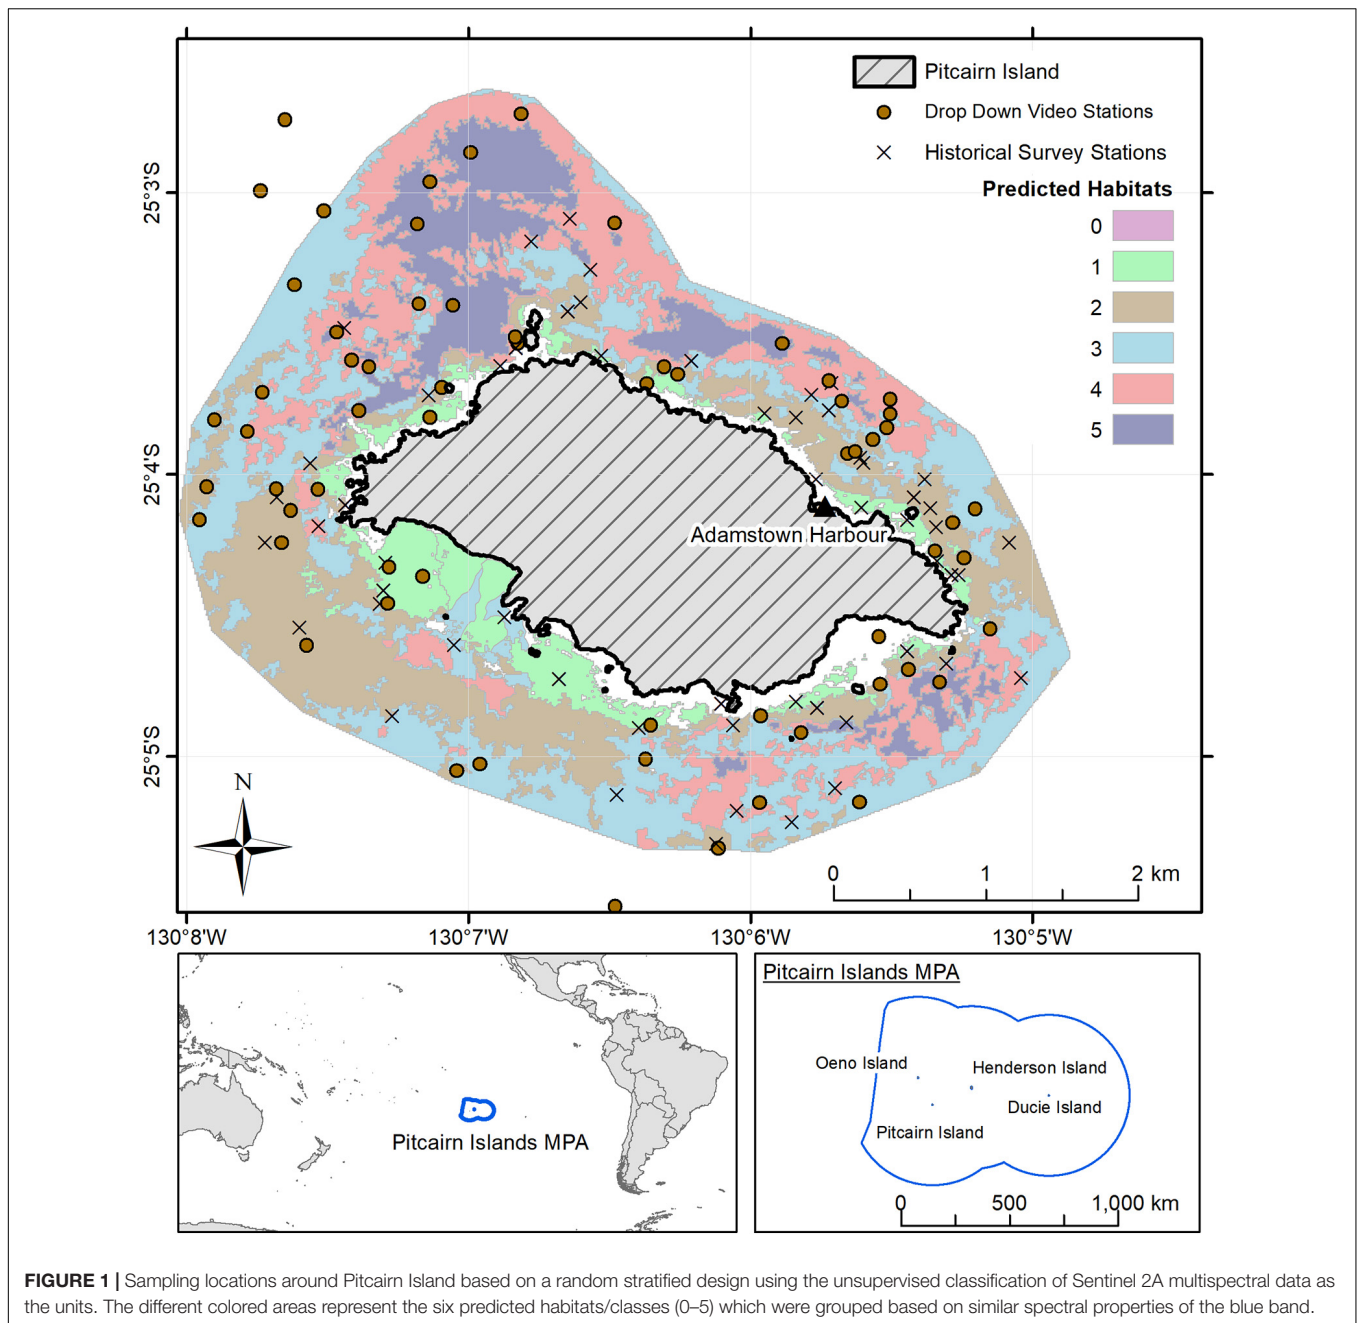 Pitcairn Island
Drop Down Video Stations
Historical Survey Stations
Predicted Habitats
0
1
2
3
4
5
25°3'S
25°4'S
25°5'S
Adamstown Harbour
N
0 1 2 km
130°8'W 130°7'W 130°6'W 130°5'W
Pitcairn Islands MPA
Pitcairn Islands MPA
Oeno Island
Henderson Island
Ducie Island
Pitcairn Island
0 500 1,000 km
FIGURE 1 | Sampling locations around Pitcairn Island based on a random stratified design using the unsupervised classification of Sentinel 2A multispectral data as
the units. The different colored areas represent the six predicted habitats/classes (0–5) which were grouped based on similar spectral properties of the blue band.